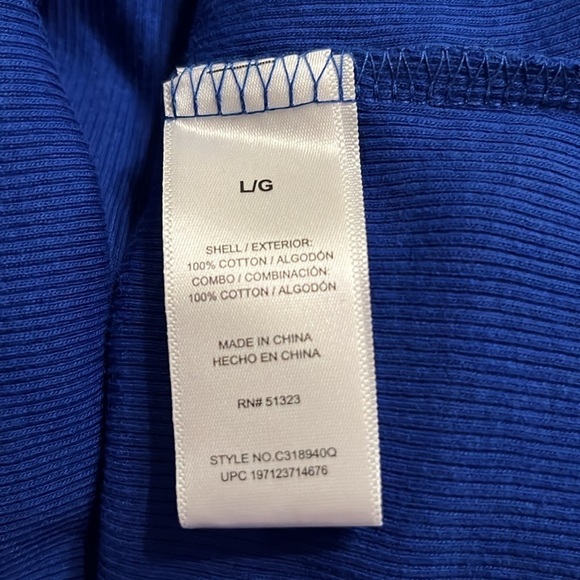 L/G
SHELL / EXTERIOR:
100% COTTON / ALGODÓN
COMBO / COMBINACIÓN:
100% COTTON / ALGODÓN
MADE IN CHINA
HECHO EN CHINA
RN# 51323
STYLE NO.C318940Q
UPC 197123714676